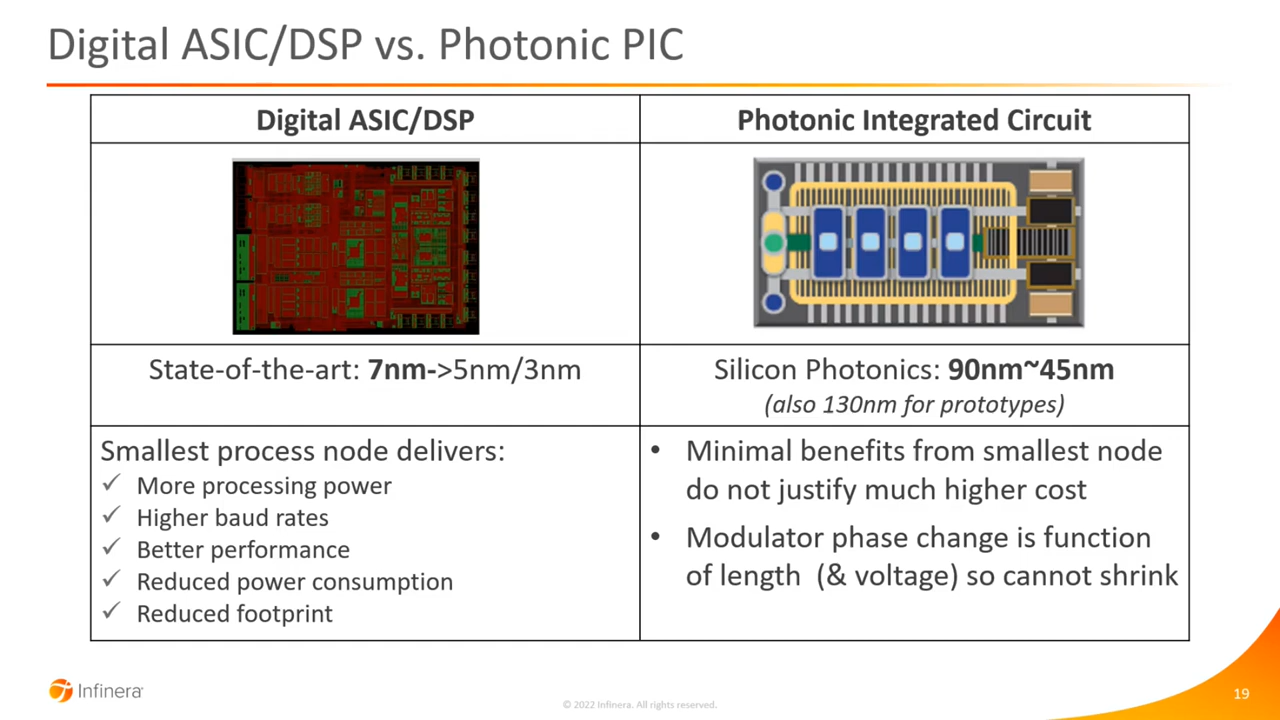 Digital ASIC/DSP vs. Photonic PIC
Digital ASIC/DSP
Photonic Integrated Circuit
State-of-the-art: 7nm->5nm/3nm
Silicon Photonics: 90nm~45nm
(also 130nm for prototypes)
Smallest process node delivers:
✓ More processing power
✓ Higher baud rates
✓ Better performance
✓ Reduced power consumption
✓ Reduced footprint
• Minimal benefits from smallest node
do not justify much higher cost
• Modulator phase change is function
of length (& voltage) so cannot shrink
Infinera
© 2022 Infinera. All rights reserved.
19